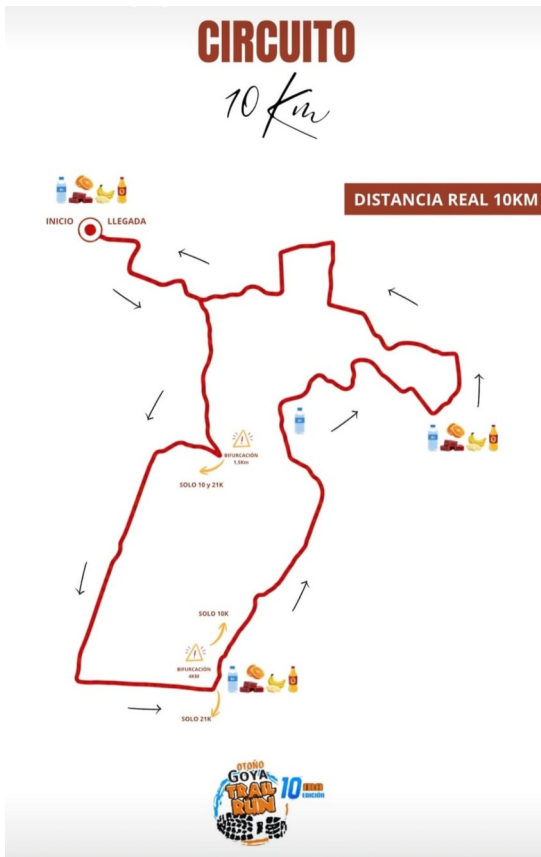 CIRCUITO
10 Km
DISTANCIA REAL 10KM
INICIO LLEGADA
BIFURCACIÓN
1,5Km
SOLO 10 y 21K
SOLO 10K
BIFURCACIÓN
4KM
SOLO 21K
OTOÑO
GOYA
TRAIL
RUN
10 MA
EDICIÓN